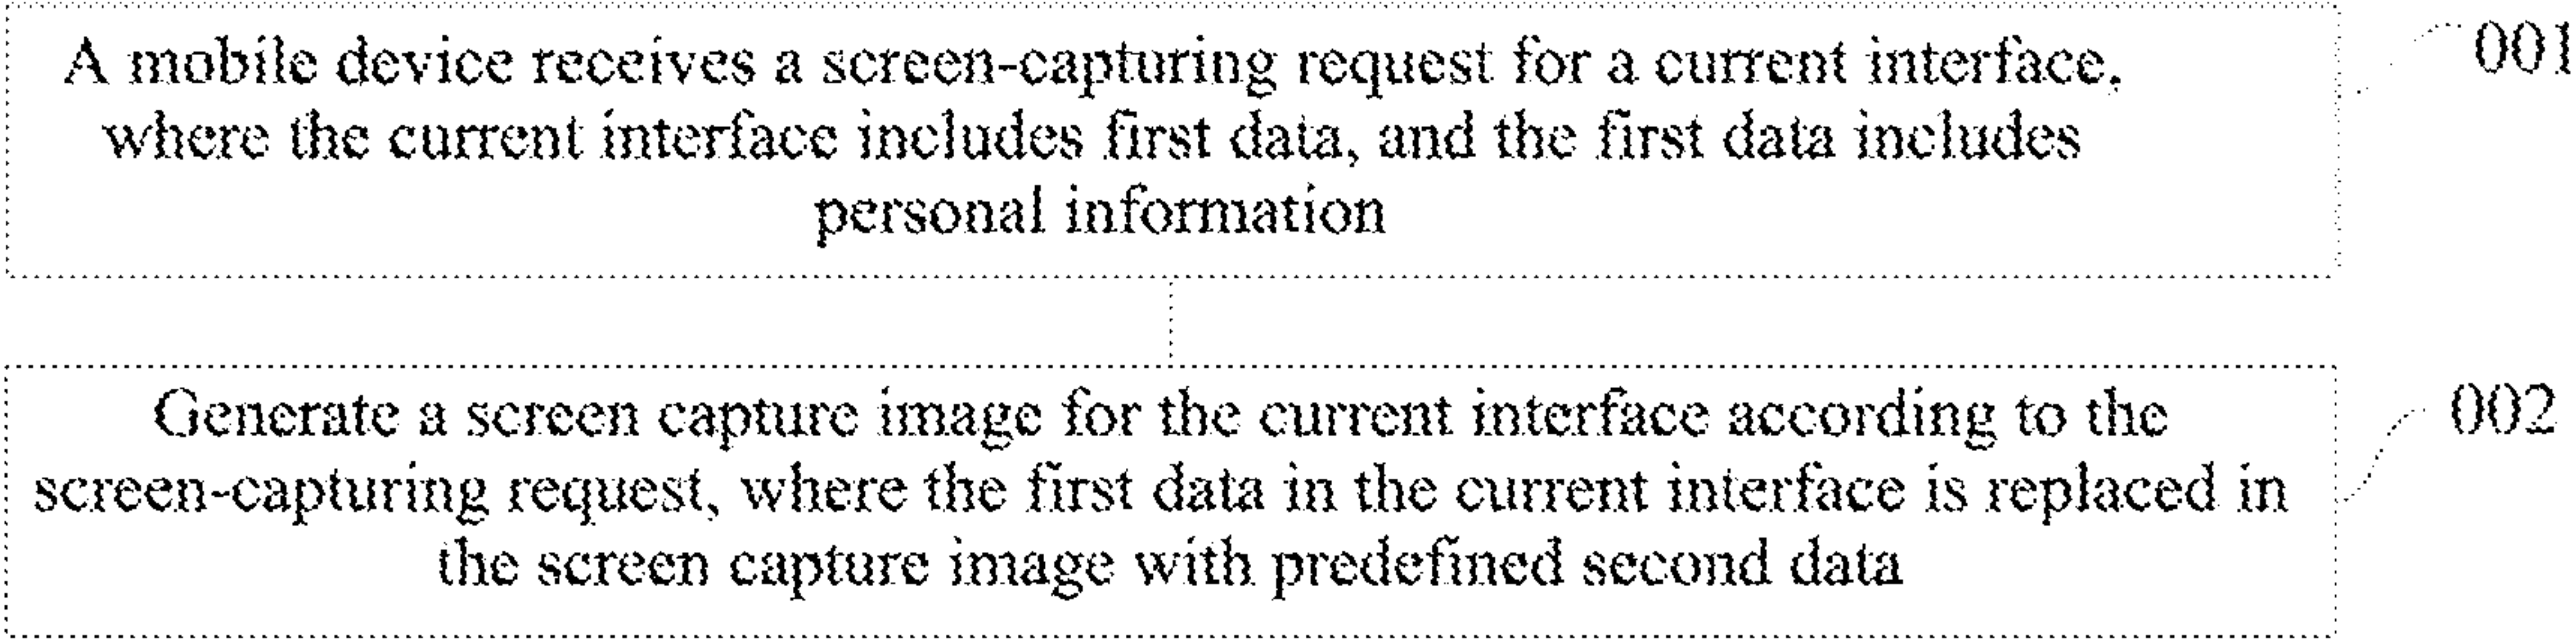 A mobile device receives a screen-capturing request for a current interface,
where the current interface includes first data, and the first data includes
personal information
001
Generate a screen capture image for the current interface according to the
screen-capturing request, where the first data in the current interface is replaced in
the screen capture image with predefined second data
002